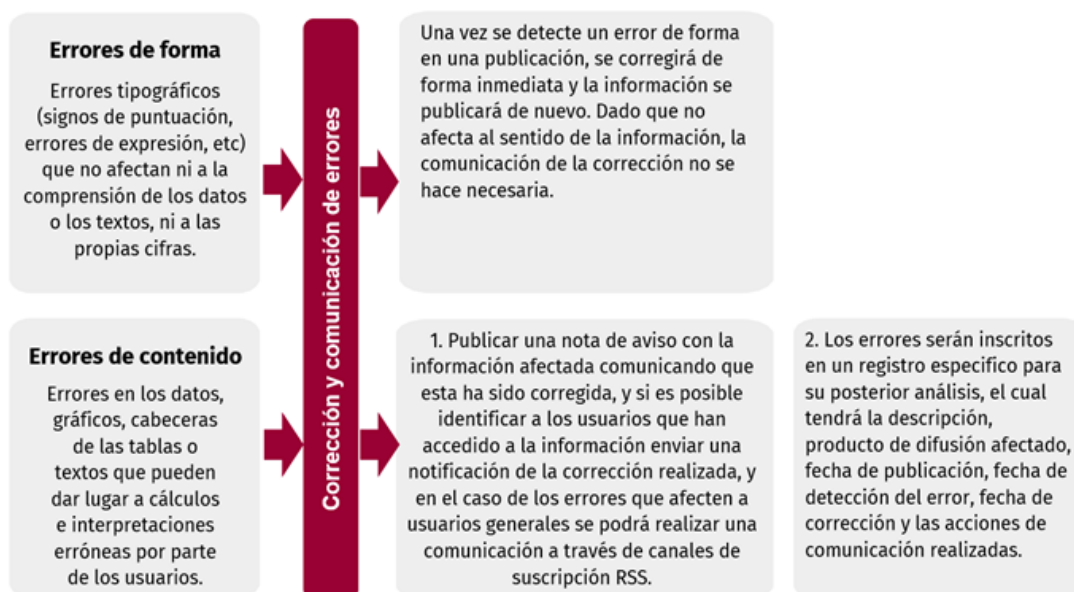 Errores de forma
Errores tipográficos
(signos de puntuación,
errores de expresión, etc)
que no afectan ni a la
comprensión de los datos
o los textos, ni a las
propias cifras.
Corrección y comunicación de errores
Una vez se detecte un error de forma
en una publicación, se corregirá de
forma inmediata y la información se
publicará de nuevo. Dado que no
afecta al sentido de la información, la
comunicación de la corrección no se
hace necesaria.
Errores de contenido
Errores en los datos,
gráficos, cabeceras
de las tablas o
textos que pueden
dar lugar a cálculos
e interpretaciones
erróneas por parte
de los usuarios.
1. Publicar una nota de aviso con la
información afectada comunicando que
esta ha sido corregida, y si es posible
identificar a los usuarios que han
accedido a la información enviar una
notificación de la corrección realizada, y
en el caso de los errores que afecten a
usuarios generales se podrá realizar una
comunicación a través de canales de
suscripción RSS.
2. Los errores serán inscritos
en un registro especifico para
su posterior análisis, el cual
tendrá la descripción,
producto de difusión afectado,
fecha de publicación, fecha de
detección del error, fecha de
corrección y las acciones de
comunicación realizadas.